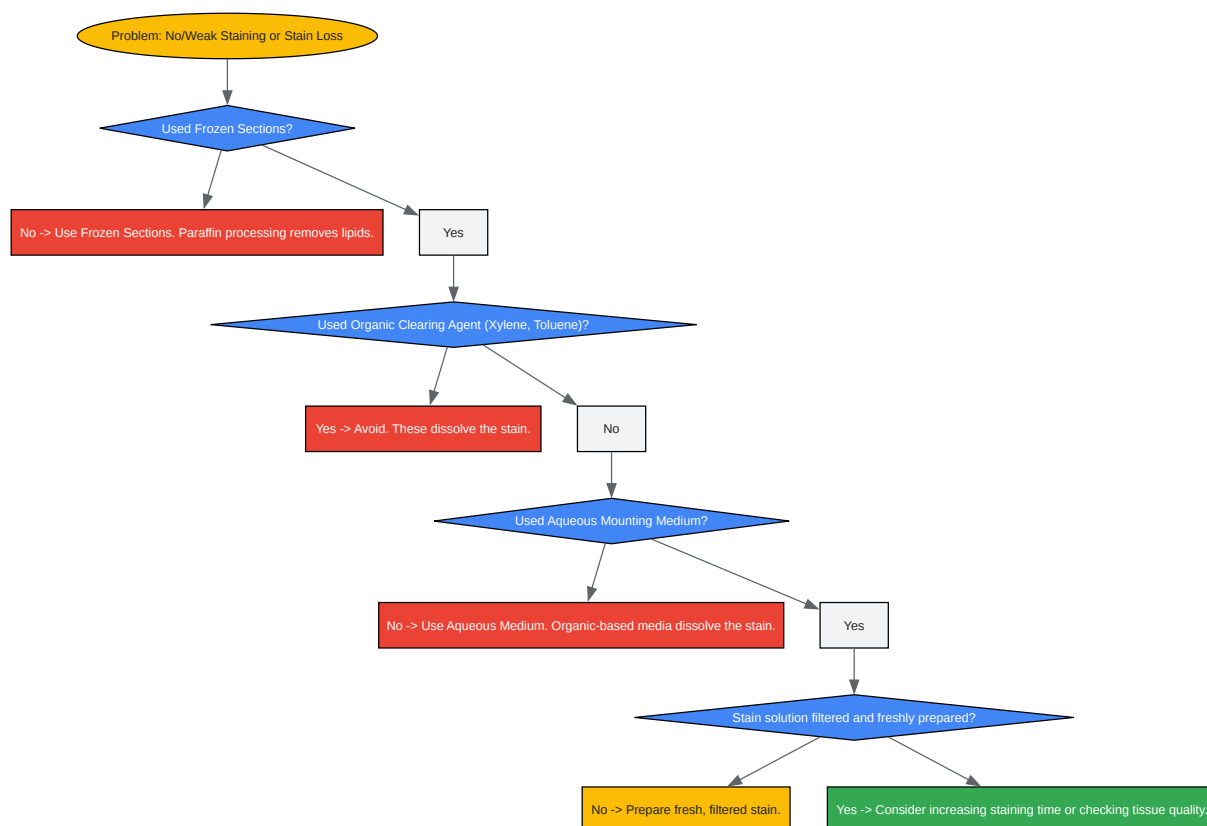 Problem: No/Weak Staining or Stain Loss
Used Frozen Sections?
No -> Use Frozen Sections. Paraffin processing removes lipids.
Yes
Used Organic Clearing Agent (Xylene, Toluene)?
Yes -> Avoid. These dissolve the stain.
No
Used Aqueous Mounting Medium?
No -> Use Aqueous Medium. Organic-based media dissolve the stain.
Yes
Stain solution filtered and freshly prepared?
No -> Prepare fresh, filtered stain.
Yes -> Consider increasing staining time or checking tissue quality.